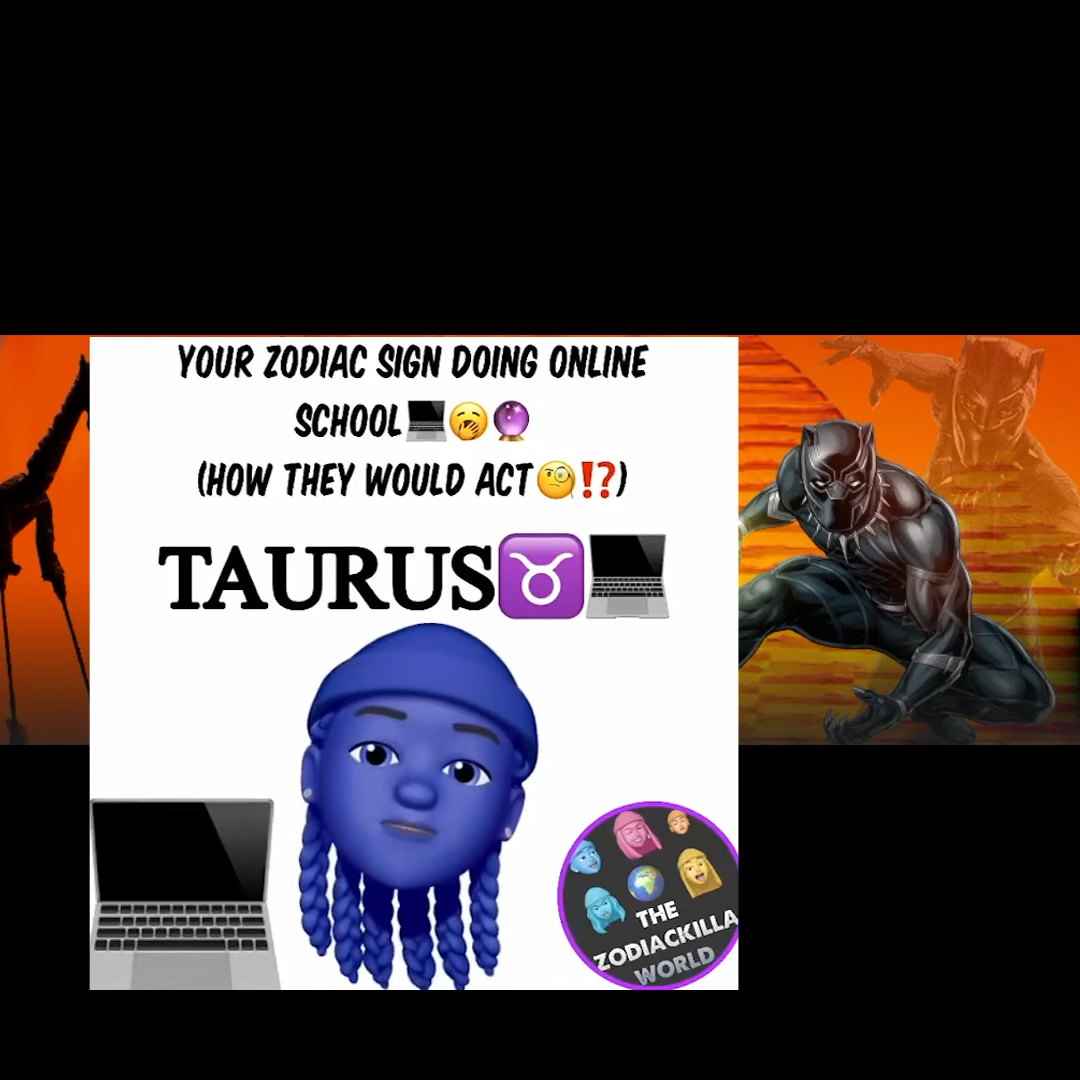 YOUR ZODIAC SIGN DOING ONLINE
SCHOOL💻🥱🔮
(HOW THEY WOULD ACT🧐⁉️)
TAURUS♉💻
THE
ZODIACKILLA
WORLD